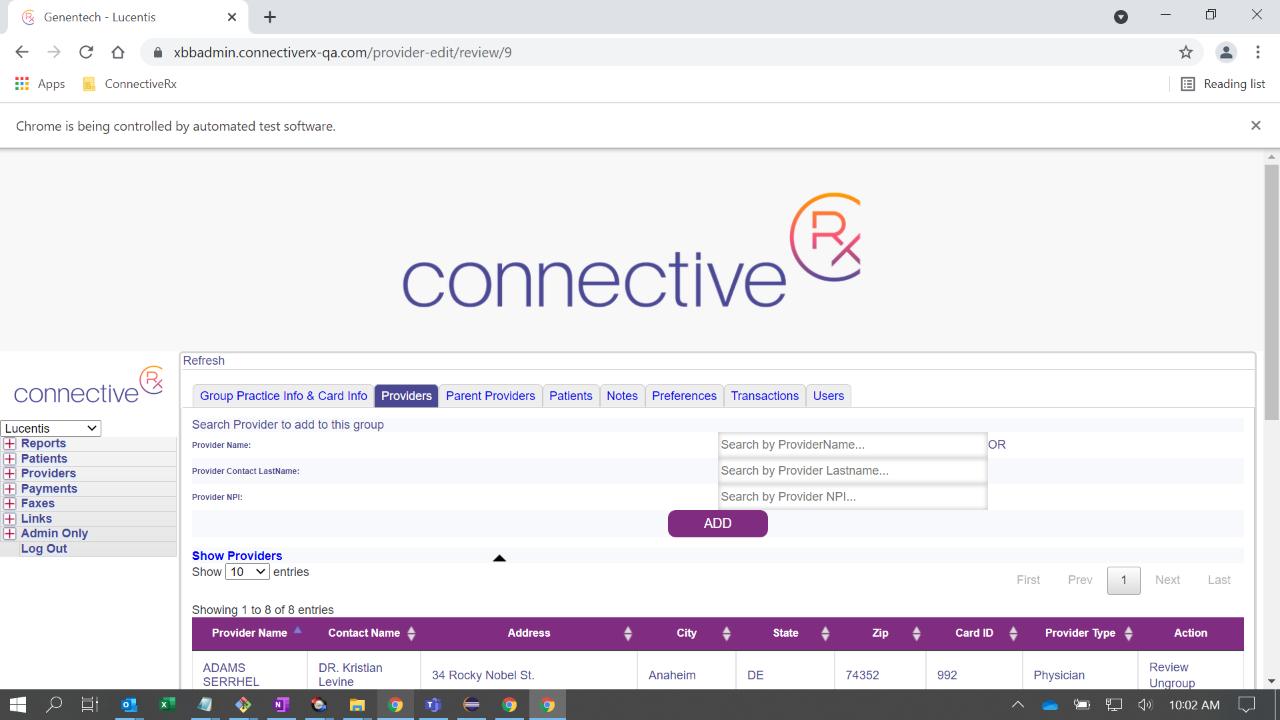 Genentech - Lucentis
xbbadmin.connectiverx-qa.com/provider-edit/review/9
Apps ConnectiveRx Reading list
Chrome is being controlled by automated test software.
connective Rx
Refresh
connective Rx
Group Practice Info & Card Info Providers Parent Providers Patients Notes Preferences Transactions Users
Lucentis
Reports
Patients
Providers
Payments
Faxes
Links
Admin Only
Log Out
Search Provider to add to this group
Provider Name: Search by ProviderName... OR
Provider Contact LastName: Search by Provider Lastname...
Provider NPI: Search by Provider NPI...
ADD
Show Providers
Show 10 entries
First Prev 1 Next Last
Showing 1 to 8 of 8 entries
Provider Name Contact Name Address City State Zip Card ID Provider Type Action
ADAMS SERRHEL DR. Kristian Levine 34 Rocky Nobel St. Anaheim DE 74352 992 Physician Review Ungroup
10:02 AM